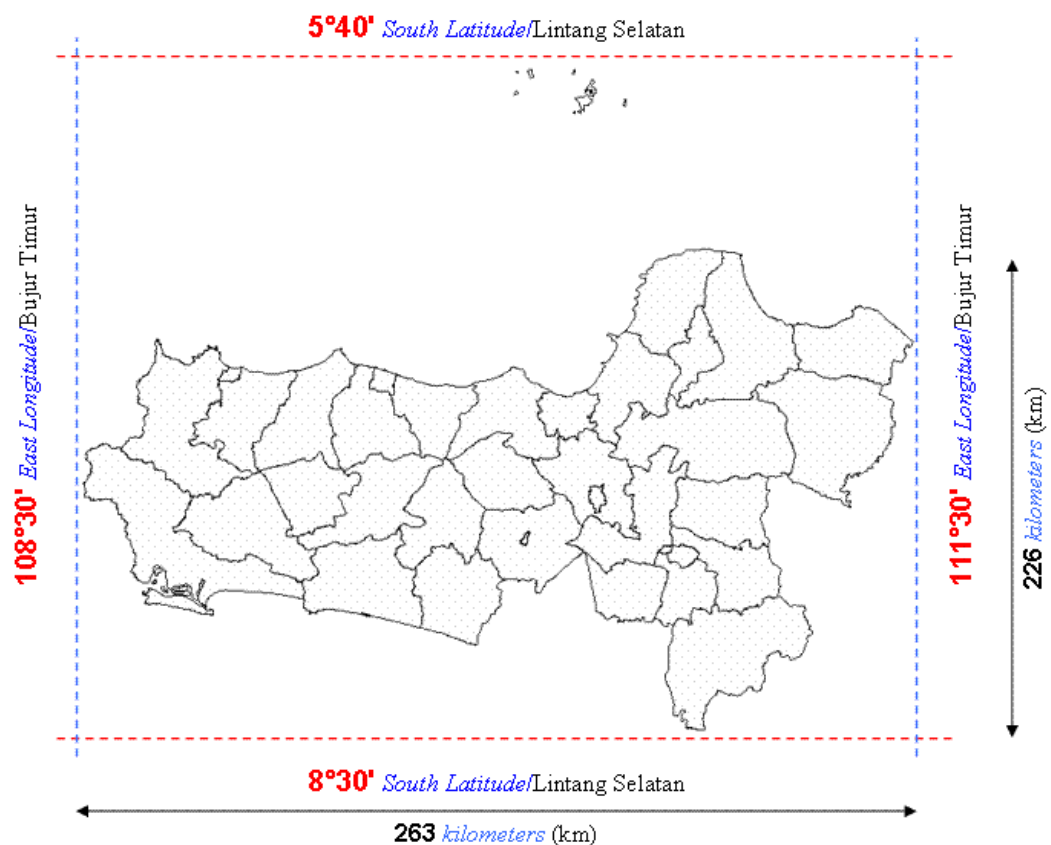 5°40' South Latitude/Lintang Selatan
108°30' East Longitude/Bujur Timur
111°30' East Longitude/Bujur Timur
226 kilometers (km)
8°30' South Latitude/Lintang Selatan
263 kilometers (km)